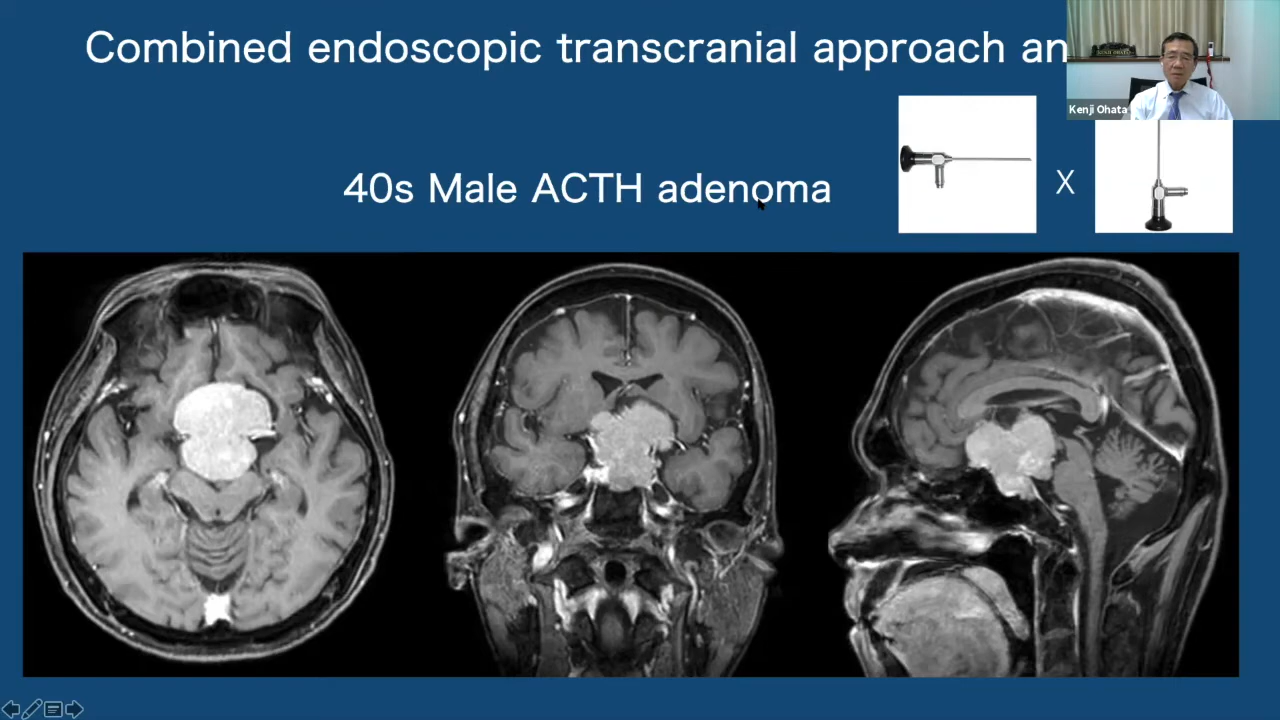 Combined endoscopic transcranial approach an
Kenji Ohata
40s Male ACTH adenoma
X